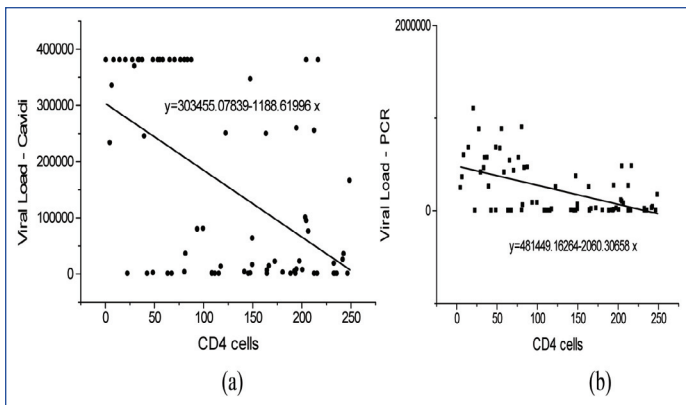 400000
300000
200000
100000
0
Viral Load - Cavidi
y=303455.07839-1188.61996 x
0 50 100 150 200 250
CD4 cells
(a)
2000000
0
Viral Load - PCR
y=481449.16264-2060.30658 x
0 50 100 150 200 250
CD4 cells
(b)